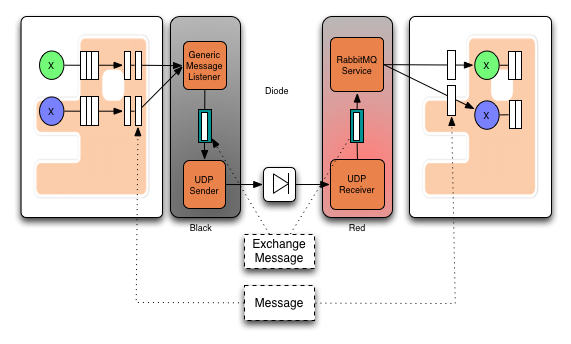 X
X
Generic
Message
Listener
UDP
Sender
Black
Diode
RabbitMQ
Service
UDP
Receiver
Red
X
X
Exchange
Message
Message